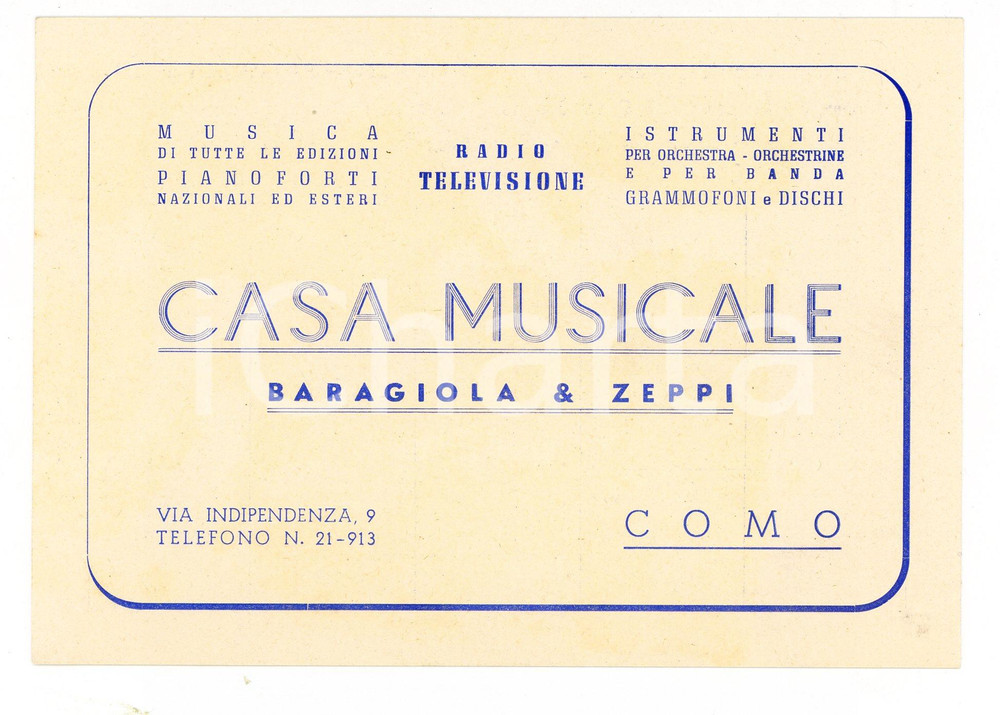 MUSICA
DI TUTTE LE EDIZIONI
PIANOFORTI
NAZIONALI ED ESTERI
RADIO
TELEVISIONE
ISTRUMENTI
PER ORCHESTRA - ORCHESTRINE
E PER BANDA
GRAMMOFONI e DISCHI
CASA MUSICALE
BARAGIOLA & ZEPPI
iCharta
VIA INDIPENDENZA, 9
TELEFONO N. 21-913
COMO